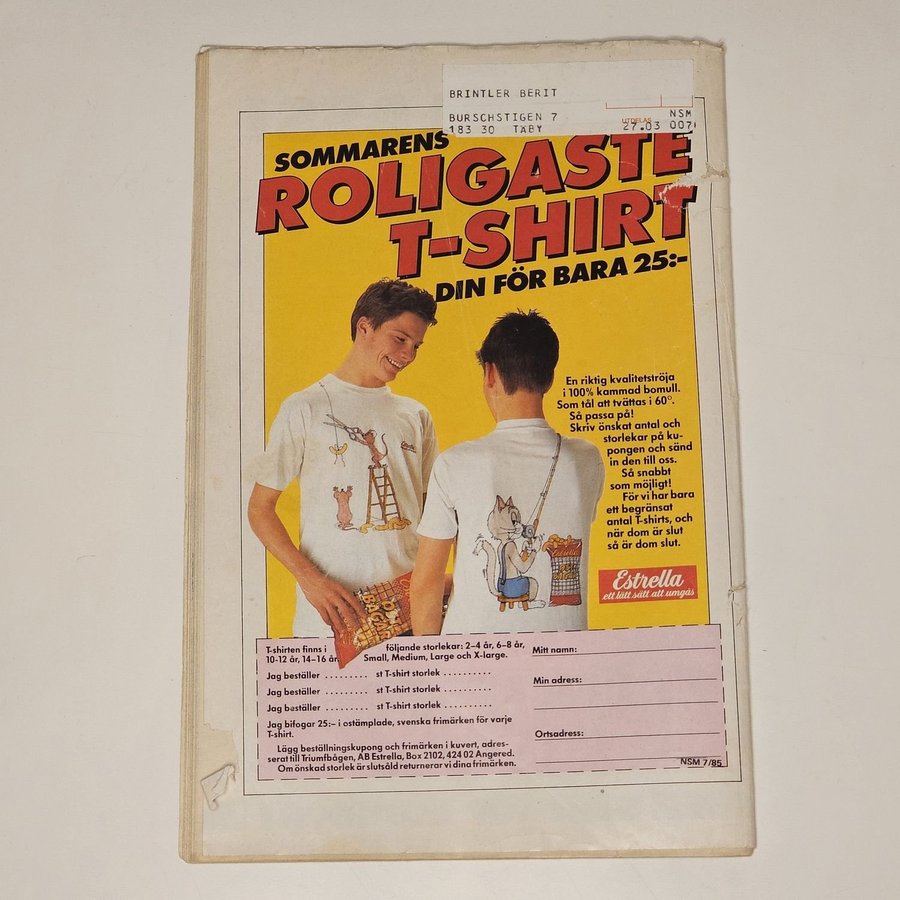 BRINTLER BERIT
BURSCHSTIGEN 7
183 30 TÄBY
UTDELAS
27.03
NSM
007
SOMMARENS
ROLIGASTE
T-SHIRT
DIN FÖR BARA 25:-
En riktig kvalitetströja
i 100% kammad bomull.
Som tål att tvättas i 60°.
Så passa på!
Skriv önskat antal och
storlekar på ku-
pongen och sänd
in den till oss.
Så snabbt
som möjligt!
För vi har bara
ett begränsat
antal T-shirts, och
när dom är slut
så är dom slut.
Estrella
ett lätt sätt att umgås
Estrella
BÅGAR
T-shirten finns i följande storlekar: 2–4 år, 6–8 år,
10-12 år, 14–16 år, Small, Medium, Large och X-large.
Jag beställer ......... st T-shirt storlek ..........
Jag beställer ......... st T-shirt storlek ..........
Jag beställer ......... st T-shirt storlek ..........
Jag bifogar 25:– i ostämplade, svenska frimärken för varje
T-shirt.
Lägg beställningskupong och frimärken i kuvert, adres-
serat till Triumfbågen, AB Estrella, Box 2102, 424 02 Angered.
Om önskad storlek är slutsåld returnerar vi dina frimärken.
Mitt namn:
Min adress:
Ortsadress:
NSM 7/85